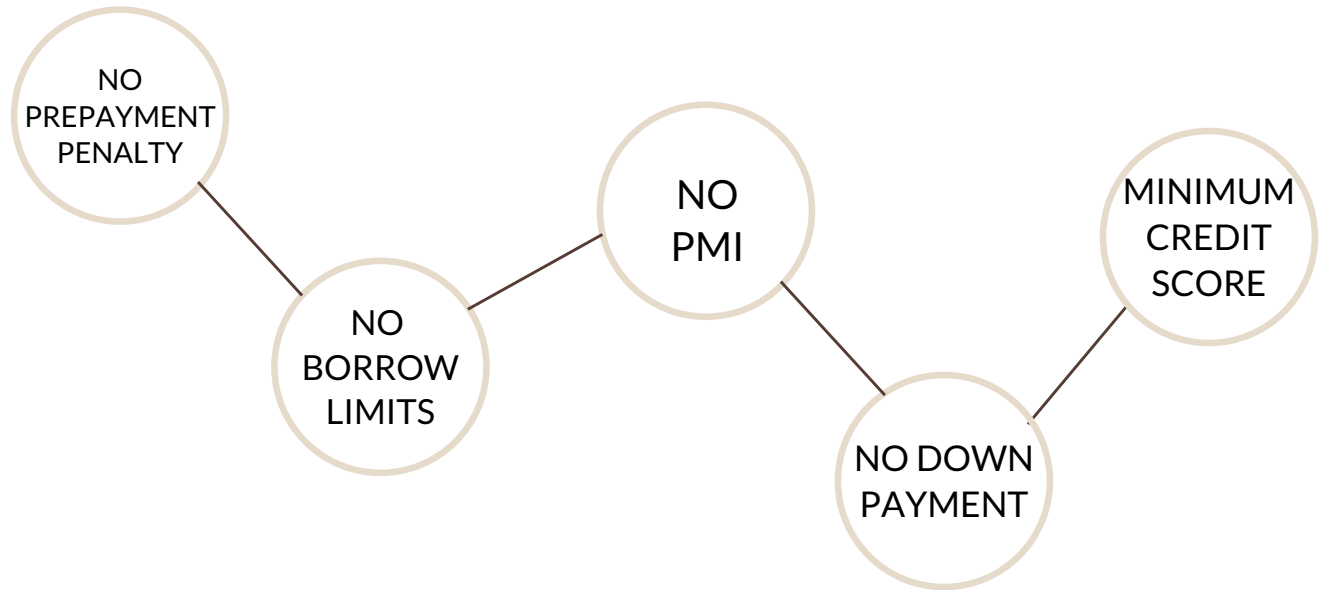 NO
PREPAYMENT
PENALTY
NO
BORROW
LIMITS
NO
PMI
NO DOWN
PAYMENT
MINIMUM
CREDIT
SCORE